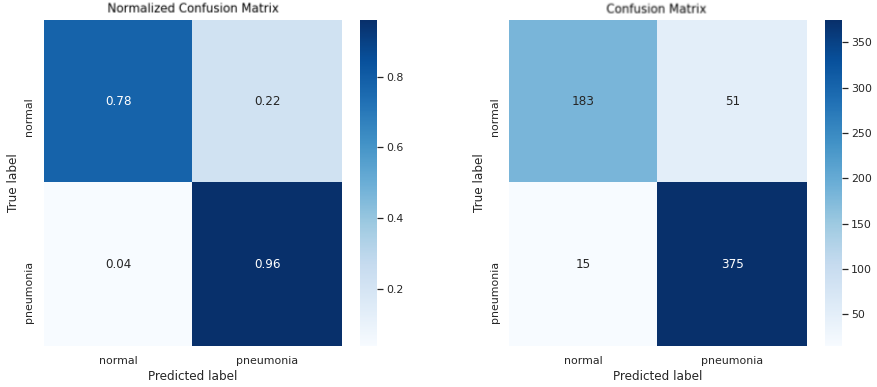 Normalized Confusion Matrix
True label
normal
pneumonia
0.78
0.22
0.04
0.96
normal
pneumonia
Predicted label
0.8
0.6
0.4
0.2
Confusion Matrix
True label
normal
pneumonia
183
51
15
375
normal
pneumonia
Predicted label
350
300
250
200
150
100
50